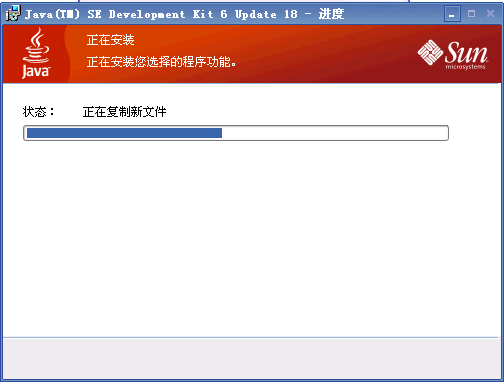 Java(TM) SE Development Kit 6 Update 18 - 进度
Java
正在安装
正在安装您选择的程序功能。
Sun
microsystems
状态： 正在复制新文件